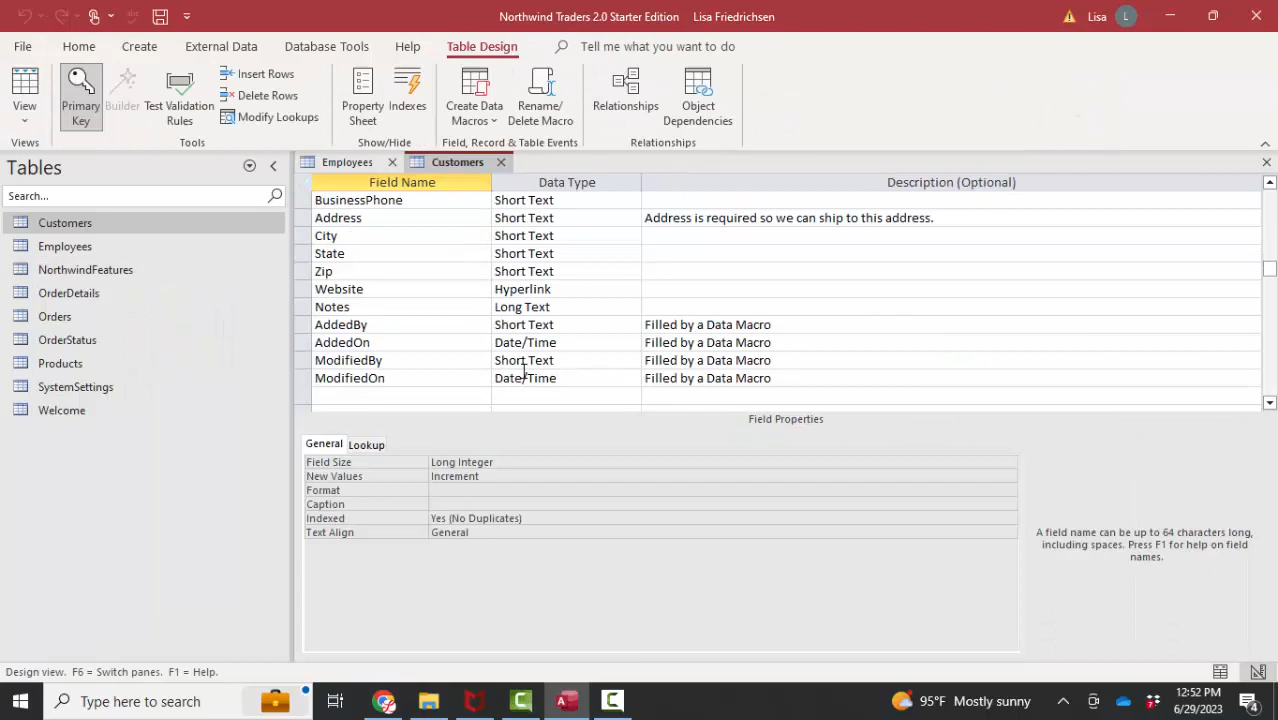 Northwind Traders 2.0 Starter Edition Lisa Friedrichsen
Lisa L
File Home Create External Data Database Tools Help Table Design Tell me what you want to do
View
Views
Primary Key
Builder
Test Validation Rules
Insert Rows
Delete Rows
Modify Lookups
Tools
Property Sheet
Indexes
Show/Hide
Create Data Macros
Rename/ Delete Macro
Field, Record & Table Events
Relationships
Object Dependencies
Relationships
Tables
Search...
Customers
Employees
NorthwindFeatures
OrderDetails
Orders
OrderStatus
Products
SystemSettings
Welcome
Employees Customers
Field Name Data Type Description (Optional)
BusinessPhone Short Text
Address Short Text Address is required so we can ship to this address.
City Short Text
State Short Text
Zip Short Text
Website Hyperlink
Notes Long Text
AddedBy Short Text Filled by a Data Macro
AddedOn Date/Time Filled by a Data Macro
ModifiedBy Short Text Filled by a Data Macro
ModifiedOn Date/Time Filled by a Data Macro
Field Properties
General Lookup
Field Size Long Integer
New Values Increment
Format
Caption
Indexed Yes (No Duplicates)
Text Align General
A field name can be up to 64 characters long,
including spaces. Press F1 for help on field
names.
Design view. F6 = Switch panes. F1 = Help.
Type here to search
95°F Mostly sunny
12:52 PM
6/29/2023
4